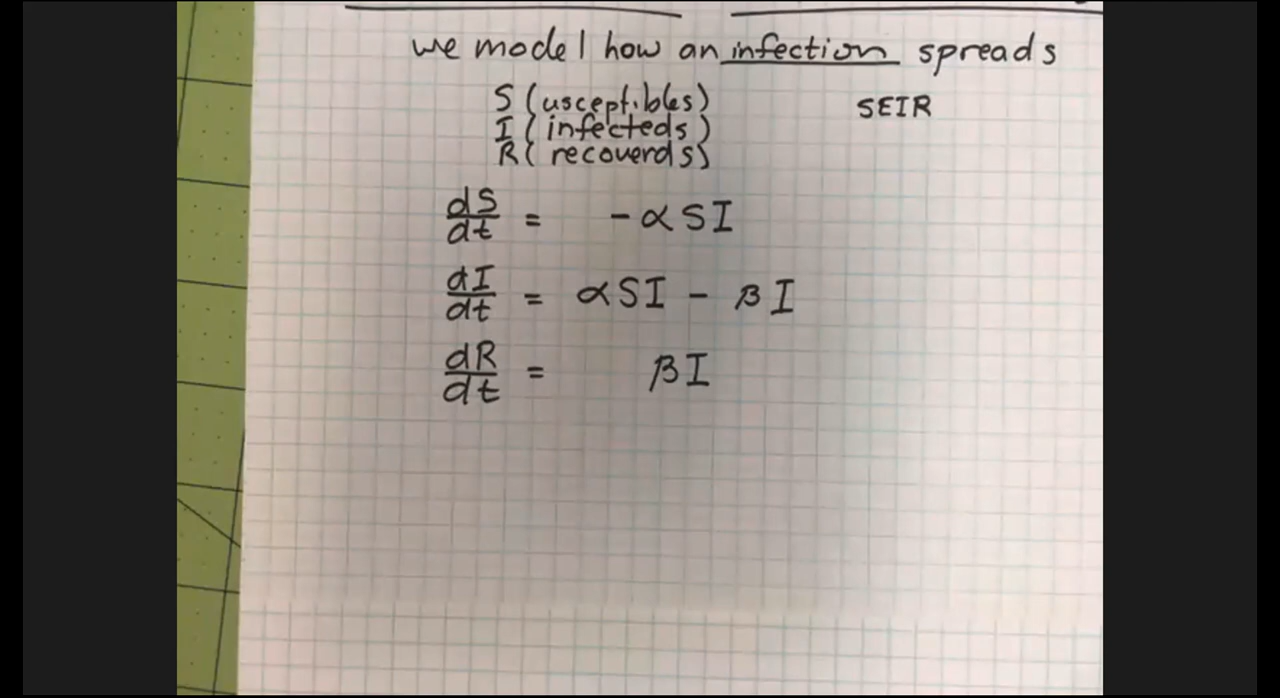 we model how an infection spreads
S (usceptibles)
SEIR
I (infecteds)
R( recoverds)
dS/dt = -αSI
dI/dt = αSI - βI
dR/dt = βI